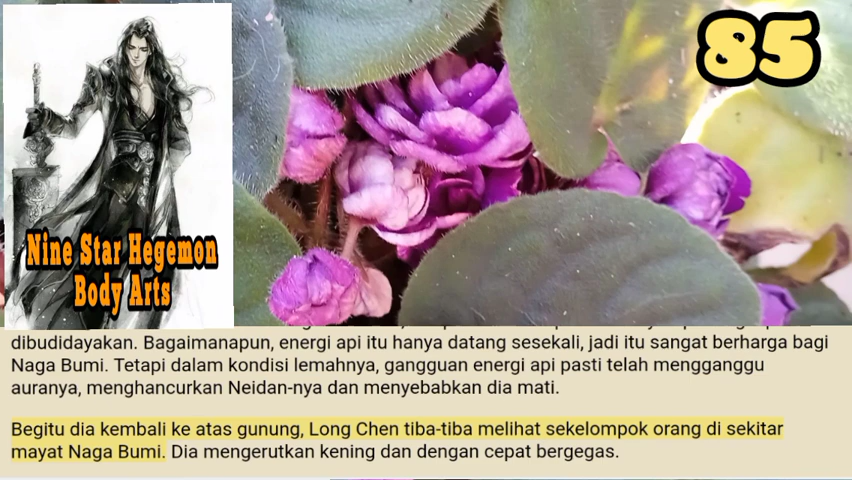 85
Nine Star Hegemon
Body Arts
dibudidayakan. Bagaimanapun, energi api itu hanya datang sesekali, jadi itu sangat berharga bagi
Naga Bumi. Tetapi dalam kondisi lemahnya, gangguan energi api pasti telah mengganggu
auranya, menghancurkan Neidan-nya dan menyebabkan dia mati.
Begitu dia kembali ke atas gunung, Long Chen tiba-tiba melihat sekelompok orang di sekitar
mayat Naga Bumi. Dia mengerutkan kening dan dengan cepat bergegas.